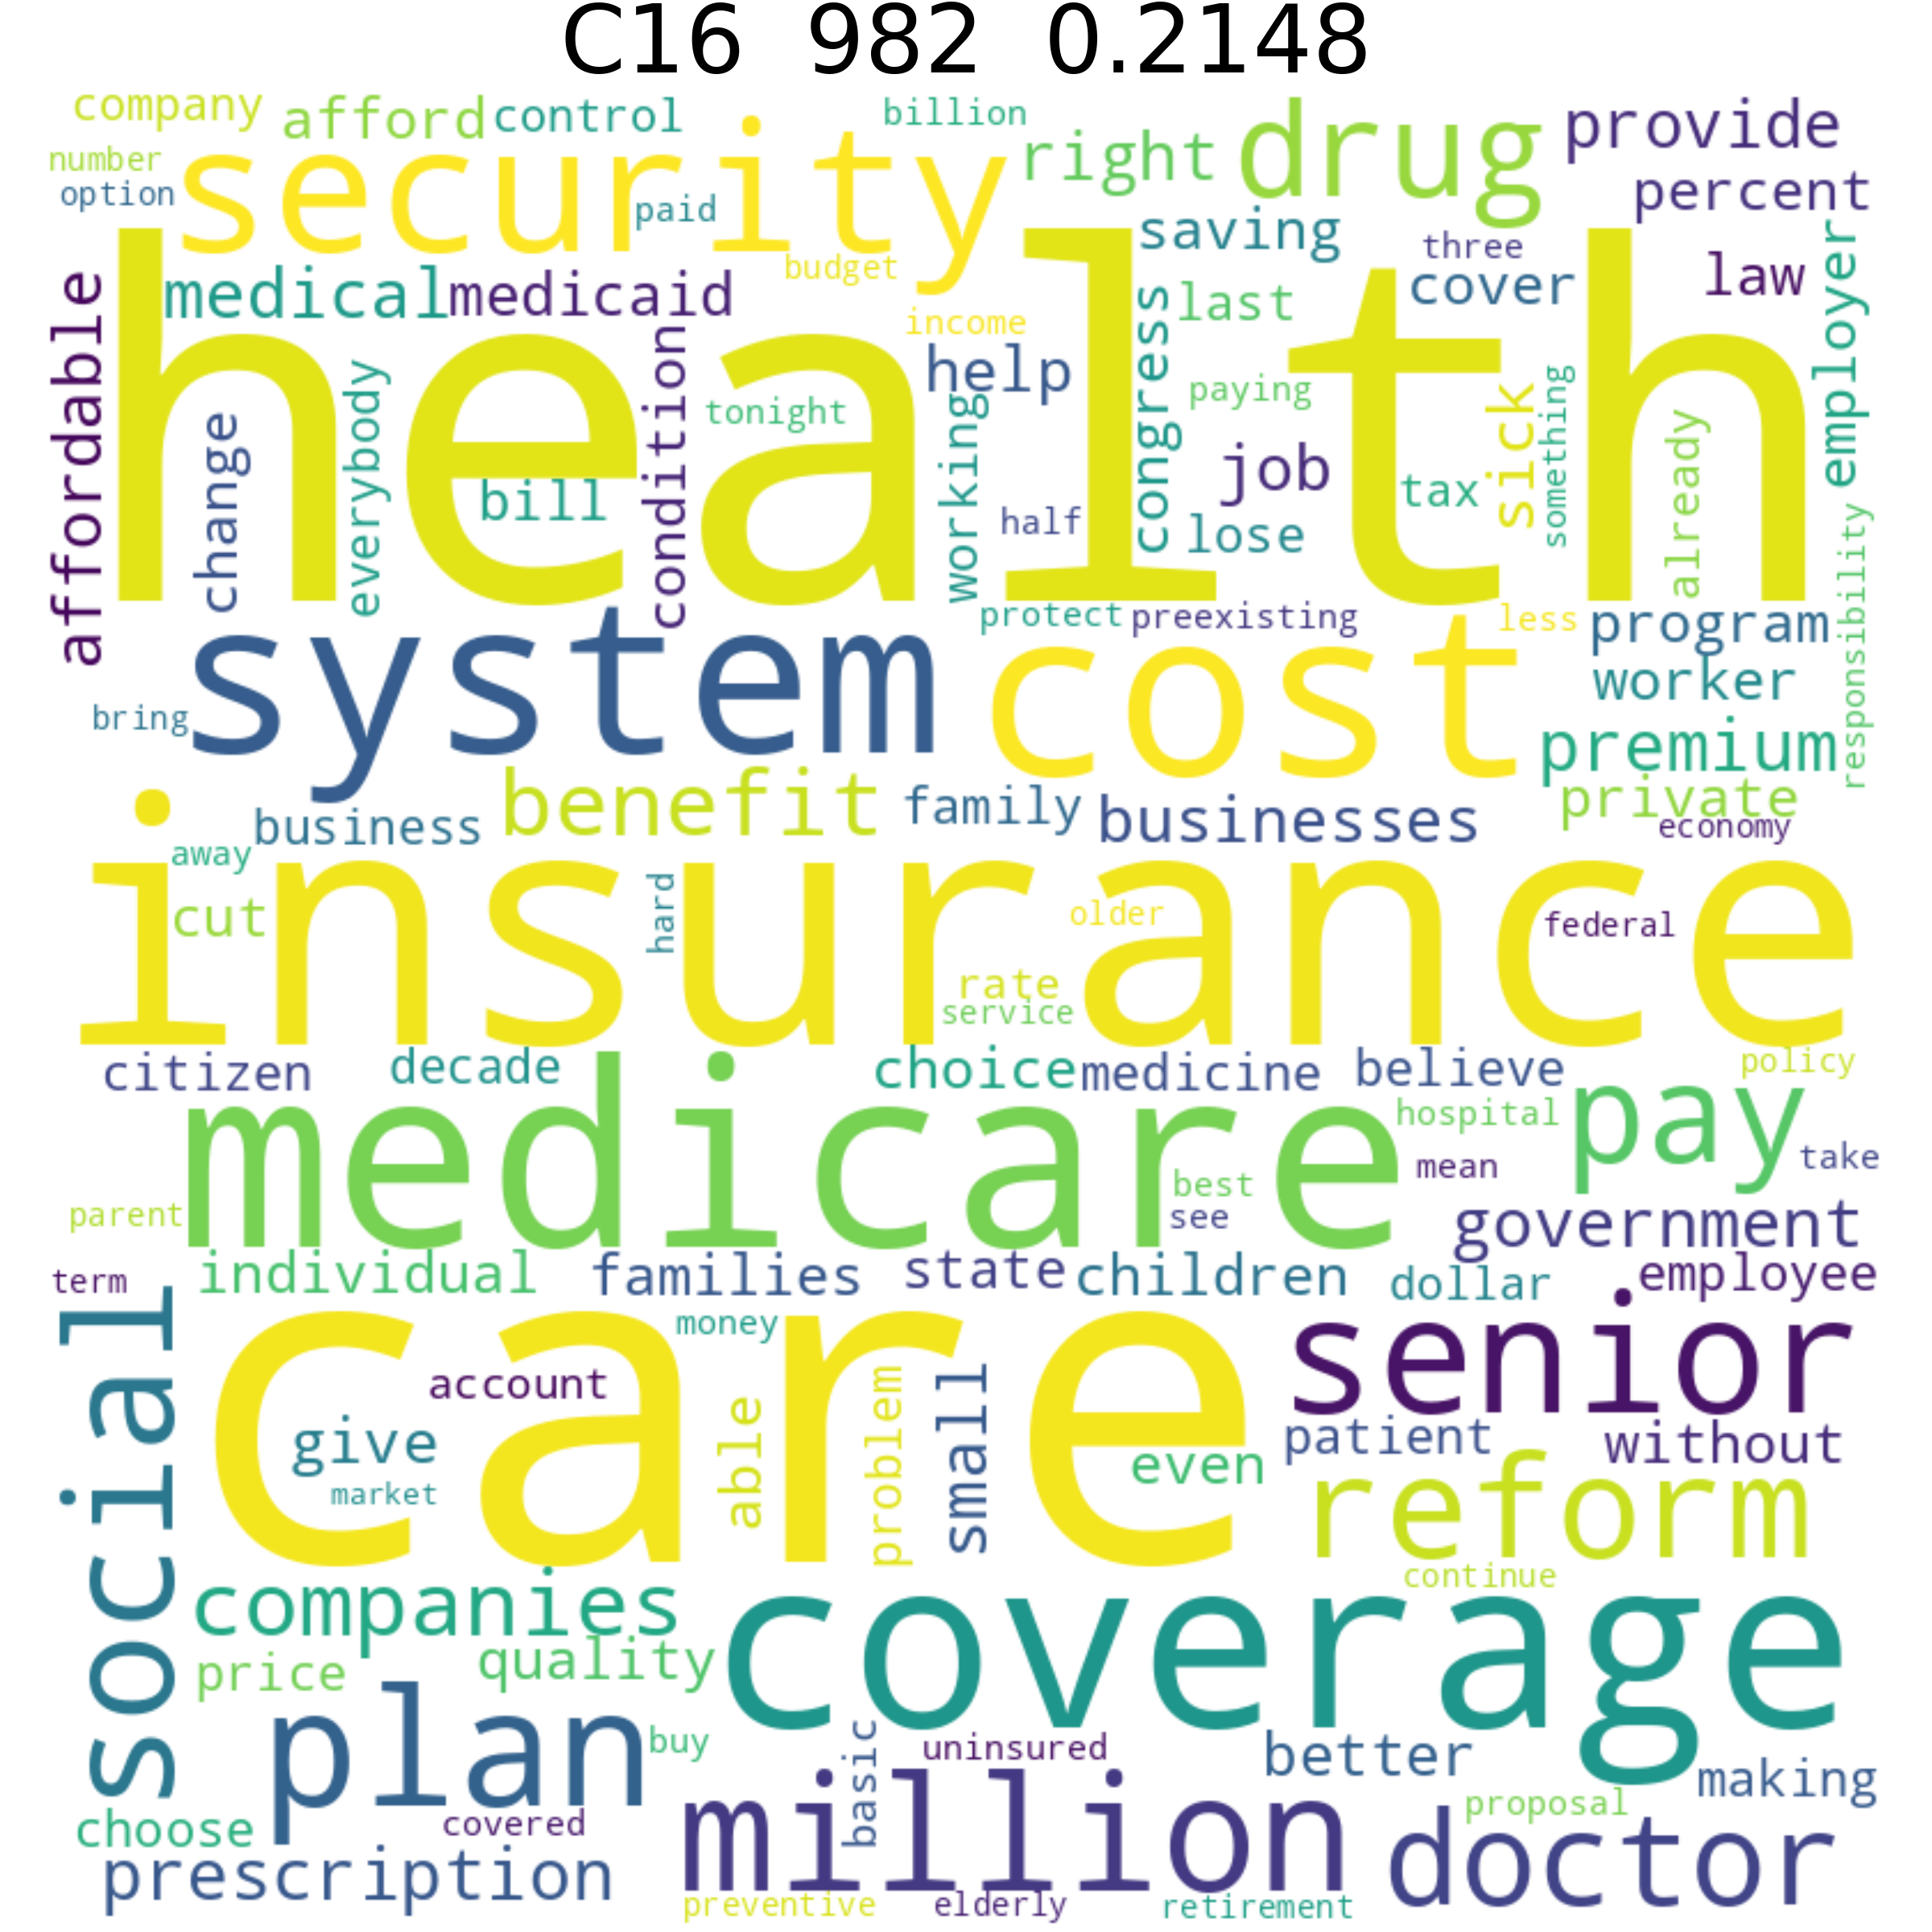 C16 982 0.2148
company afford control billion right drug provide
number option security paid saving percent
budget three cover law employer
affordable medical medicaid income last
health
change everybody bill condition tonight help working half congress paying job lose tax sick something already
protect preexisting less program responsibility
system cost worker
bring premium
business benefit family businesses private economy
away
insurance
cut hard older federal
rate
service
citizen decade choice medicine believe policy
medicare hospital pay
best mean take
parent see government
term individual families state children dollar employee
social money senior
care
account give market able problem small even patient without
reform
continue
companies coverage
price quality
plan buy basic uninsured better making
choose covered million proposal doctor
prescription
preventive elderly retirement